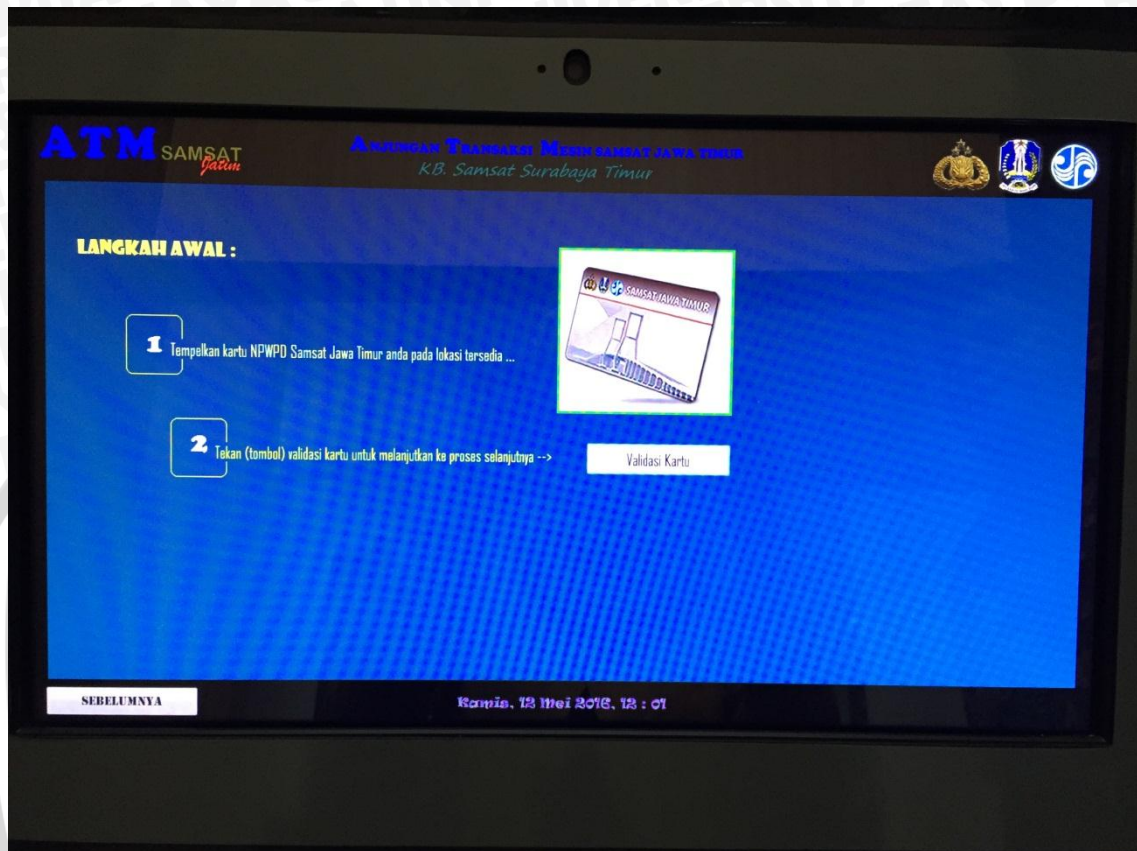 ATM SAMSAT
Jatim
ANJUNGAN TRANSAKSI MESIN SAMSAT JAWA TIMUR
KB. Samsat Surabaya Timur
LANGKAH AWAL :
SAMSAT JAWA TIMUR
1 Tempelkan kartu NPWPD Samsat Jawa Timur anda pada lokasi tersedia ...
2 Tekan (tombol) validasi kartu untuk melanjutkan ke proses selanjutnya -->
Validasi Kartu
SEBELUMNYA
Kamis, 12 Mei 2016, 12 : 01